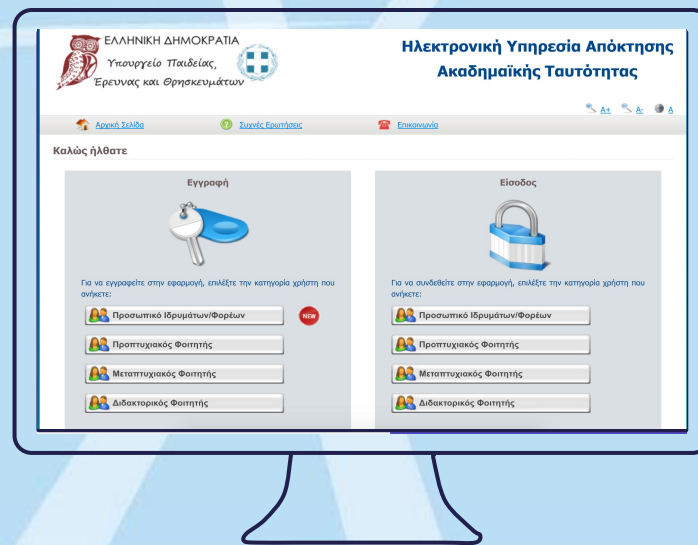 ΕΛΛΗΝΙΚΗ ΔΗΜΟΚΡΑΤΙΑ
Υπουργείο Παιδείας,
Έρευνας και Θρησκευμάτων
Ηλεκτρονική Υπηρεσία Απόκτησης
Ακαδημαϊκής Ταυτότητας
A+ A- A
Αρχική Σελίδα
Συχνές Ερωτήσεις
Επικοινωνία
Καλώς ήλθατε
Εγγραφή
Για να εγγραφείτε στην εφαρμογή, επιλέξτε την κατηγορία χρήστη που
ανήκετε:
Προσωπικό Ιδρυμάτων/Φορέων
NEW
Προπτυχιακός Φοιτητής
Μεταπτυχιακός Φοιτητής
Διδακτορικός Φοιτητής
Είσοδος
Για να συνδεθείτε στην εφαρμογή, επιλέξτε την κατηγορία χρήστη που
ανήκετε:
Προσωπικό Ιδρυμάτων/Φορέων
Προπτυχιακός Φοιτητής
Μεταπτυχιακός Φοιτητής
Διδακτορικός Φοιτητής